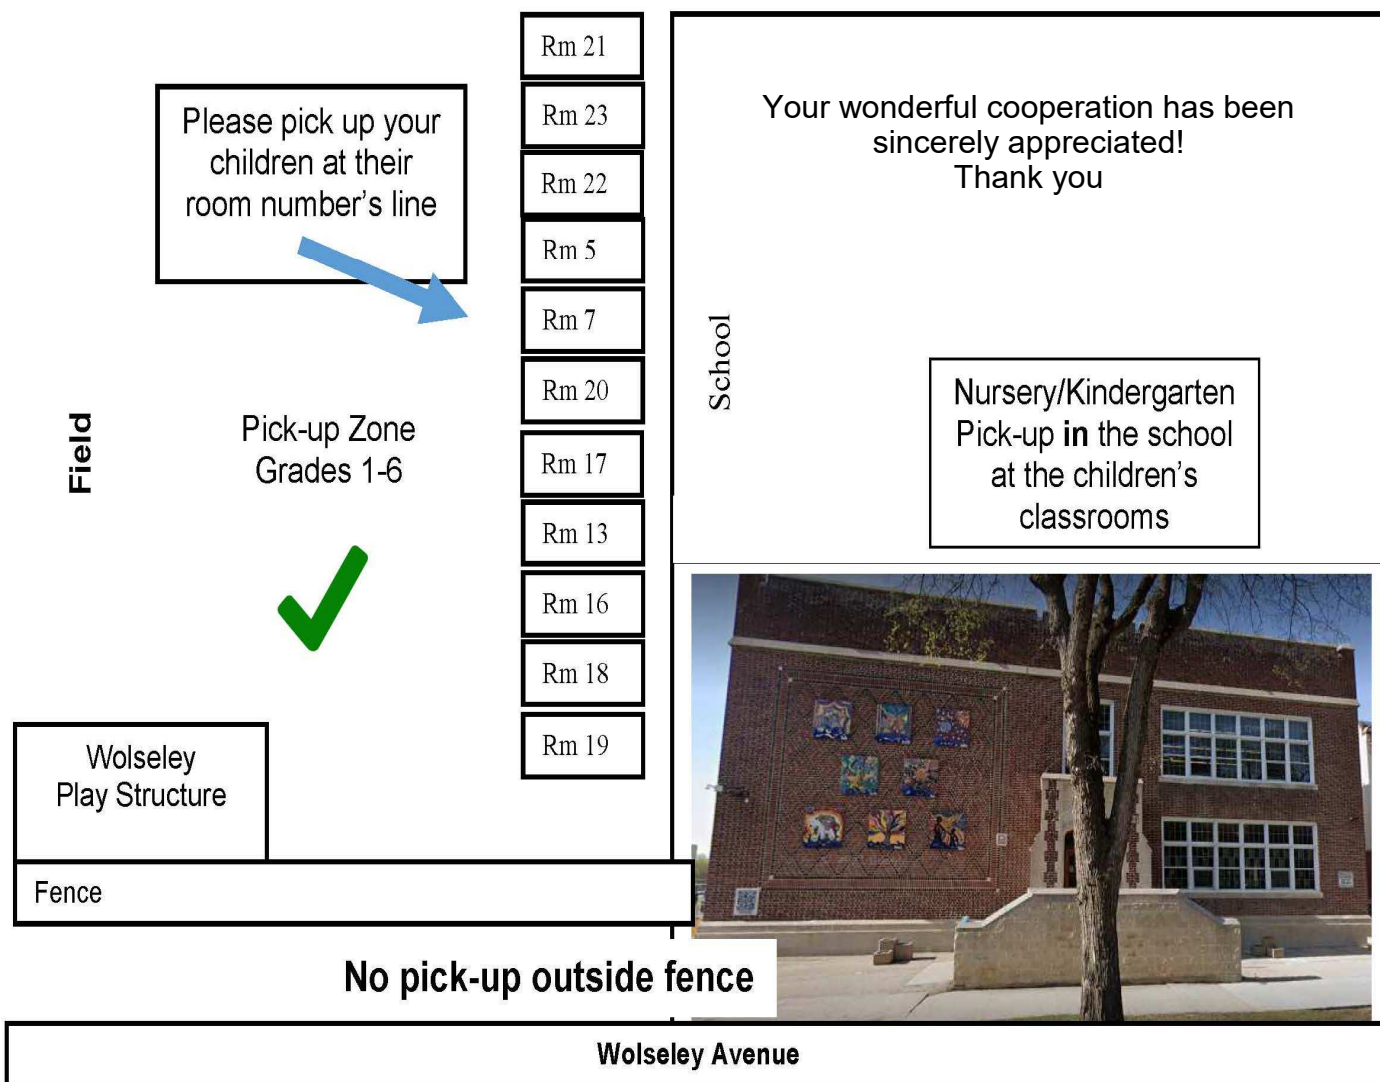 Rm 21
Rm 23
Rm 22
Rm 5
Rm 7
Rm 20
Rm 17
Rm 13
Rm 16
Rm 18
Rm 19
Please pick up your
children at their
room number’s line
Your wonderful cooperation has been
sincerely appreciated!
Thank you
Field
Pick-up Zone
Grades 1-6
School
Nursery/Kindergarten
Pick-up in the school
at the children’s
classrooms
Wolseley
Play Structure
Fence
No pick-up outside fence
Wolseley Avenue